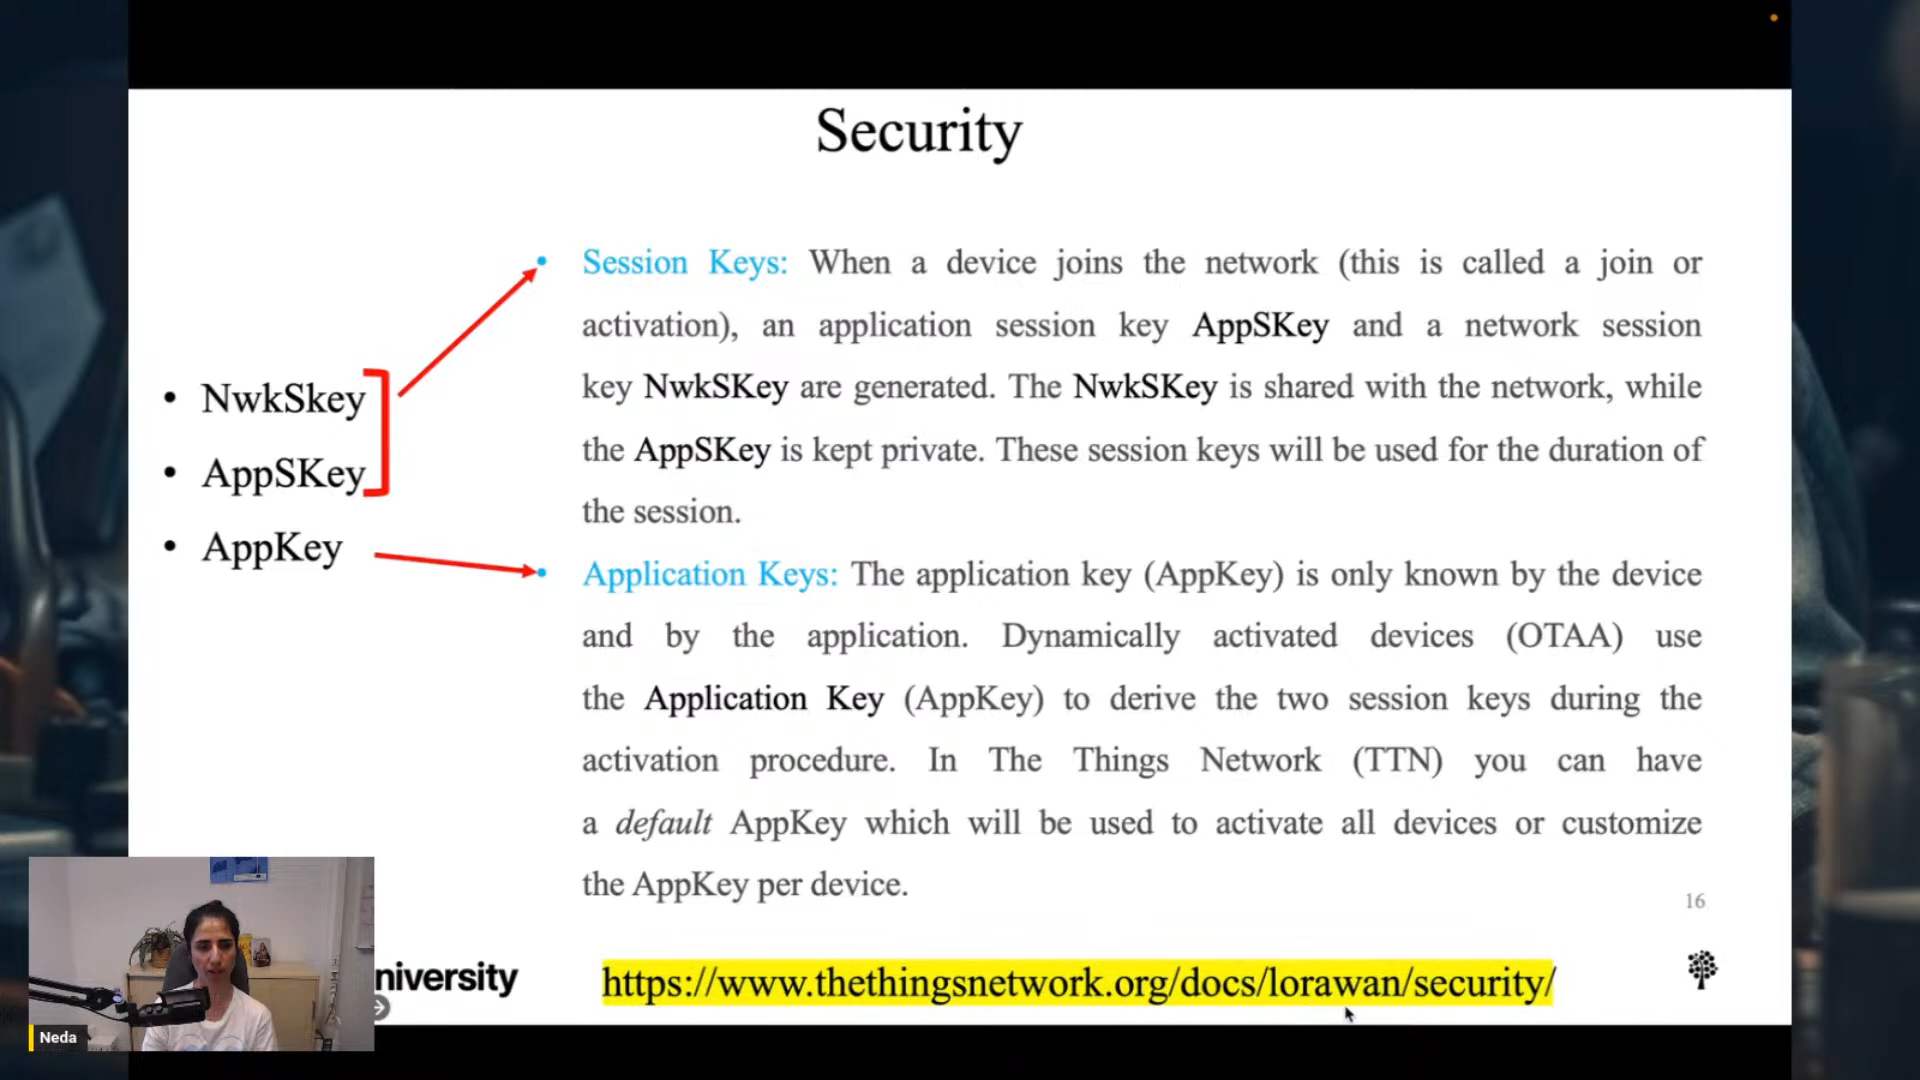 Security
• NwkSkey
• AppSKey
• AppKey
• Session Keys: When a device joins the network (this is called a join or
activation), an application session key AppSKey and a network session
key NwkSKey are generated. The NwkSKey is shared with the network, while
the AppSKey is kept private. These session keys will be used for the duration of
the session.
• Application Keys: The application key (AppKey) is only known by the device
and by the application. Dynamically activated devices (OTAA) use
the Application Key (AppKey) to derive the two session keys during the
activation procedure. In The Things Network (TTN) you can have
a default AppKey which will be used to activate all devices or customize
the AppKey per device.
16
niversity
https://www.thethingsnetwork.org/docs/lorawan/security/
Neda